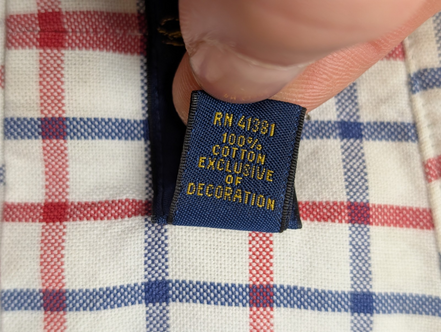 RN 41381
100%
COTTON
EXCLUSIVE
OF
DECORATION